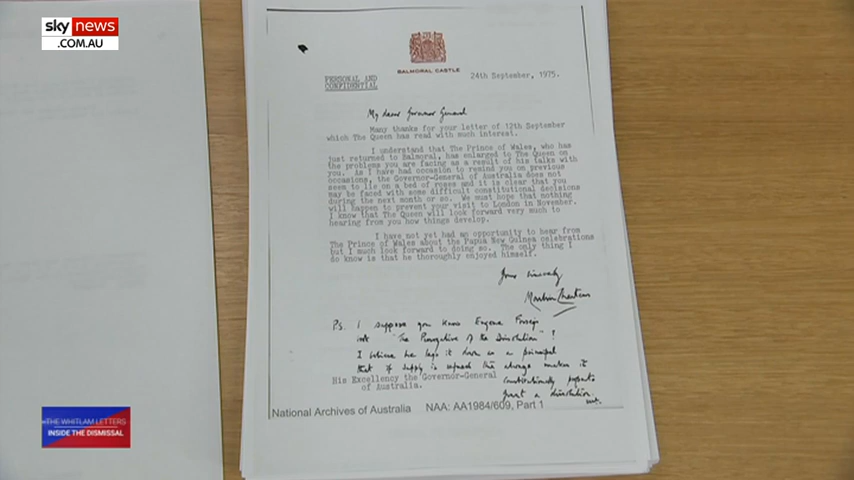 sky news
.COM.AU
BALMORAL CASTLE
PERSONAL AND
CONFIDENTIAL
24th September, 1975.
My dear Governor General
Many thanks for your letter of 12th September
which The Queen has read with much interest.
I understand that The Prince of Wales, who has
just returned to Balmoral, has enlarged to The Queen on
the problems you are facing as a result of his talks with
you. As I have had occasion to remind you on previous
occasions, the Governor-General of Australia does not
seem to lie on a bed of roses and it is clear that you
may be faced with some difficult constitutional decisions
during the next month or so. We must hope that nothing
will happen to prevent your visit to London in November.
I know that The Queen will look forward very much to
hearing from you how things develop.
I have not yet had an opportunity to hear from
The Prince of Wales about the Papua New Guinea celebrations
but I much look forward to doing so. The only thing I
do know is that he thoroughly enjoyed himself.
Yours sincerely
Martin Charteris
P.S. I suppose you know Eugene
"The Prerogative of the Dissolution"?
I believe he lays it down as a principal
that if supply is refused this always makes it
constitutionally proper to
grant a dissolution
His Excellency the Governor-General
of Australia.
National Archives of Australia NAA: AA1984/609, Part 1
THE WHITLAM LETTERS
INSIDE THE DISMISSAL